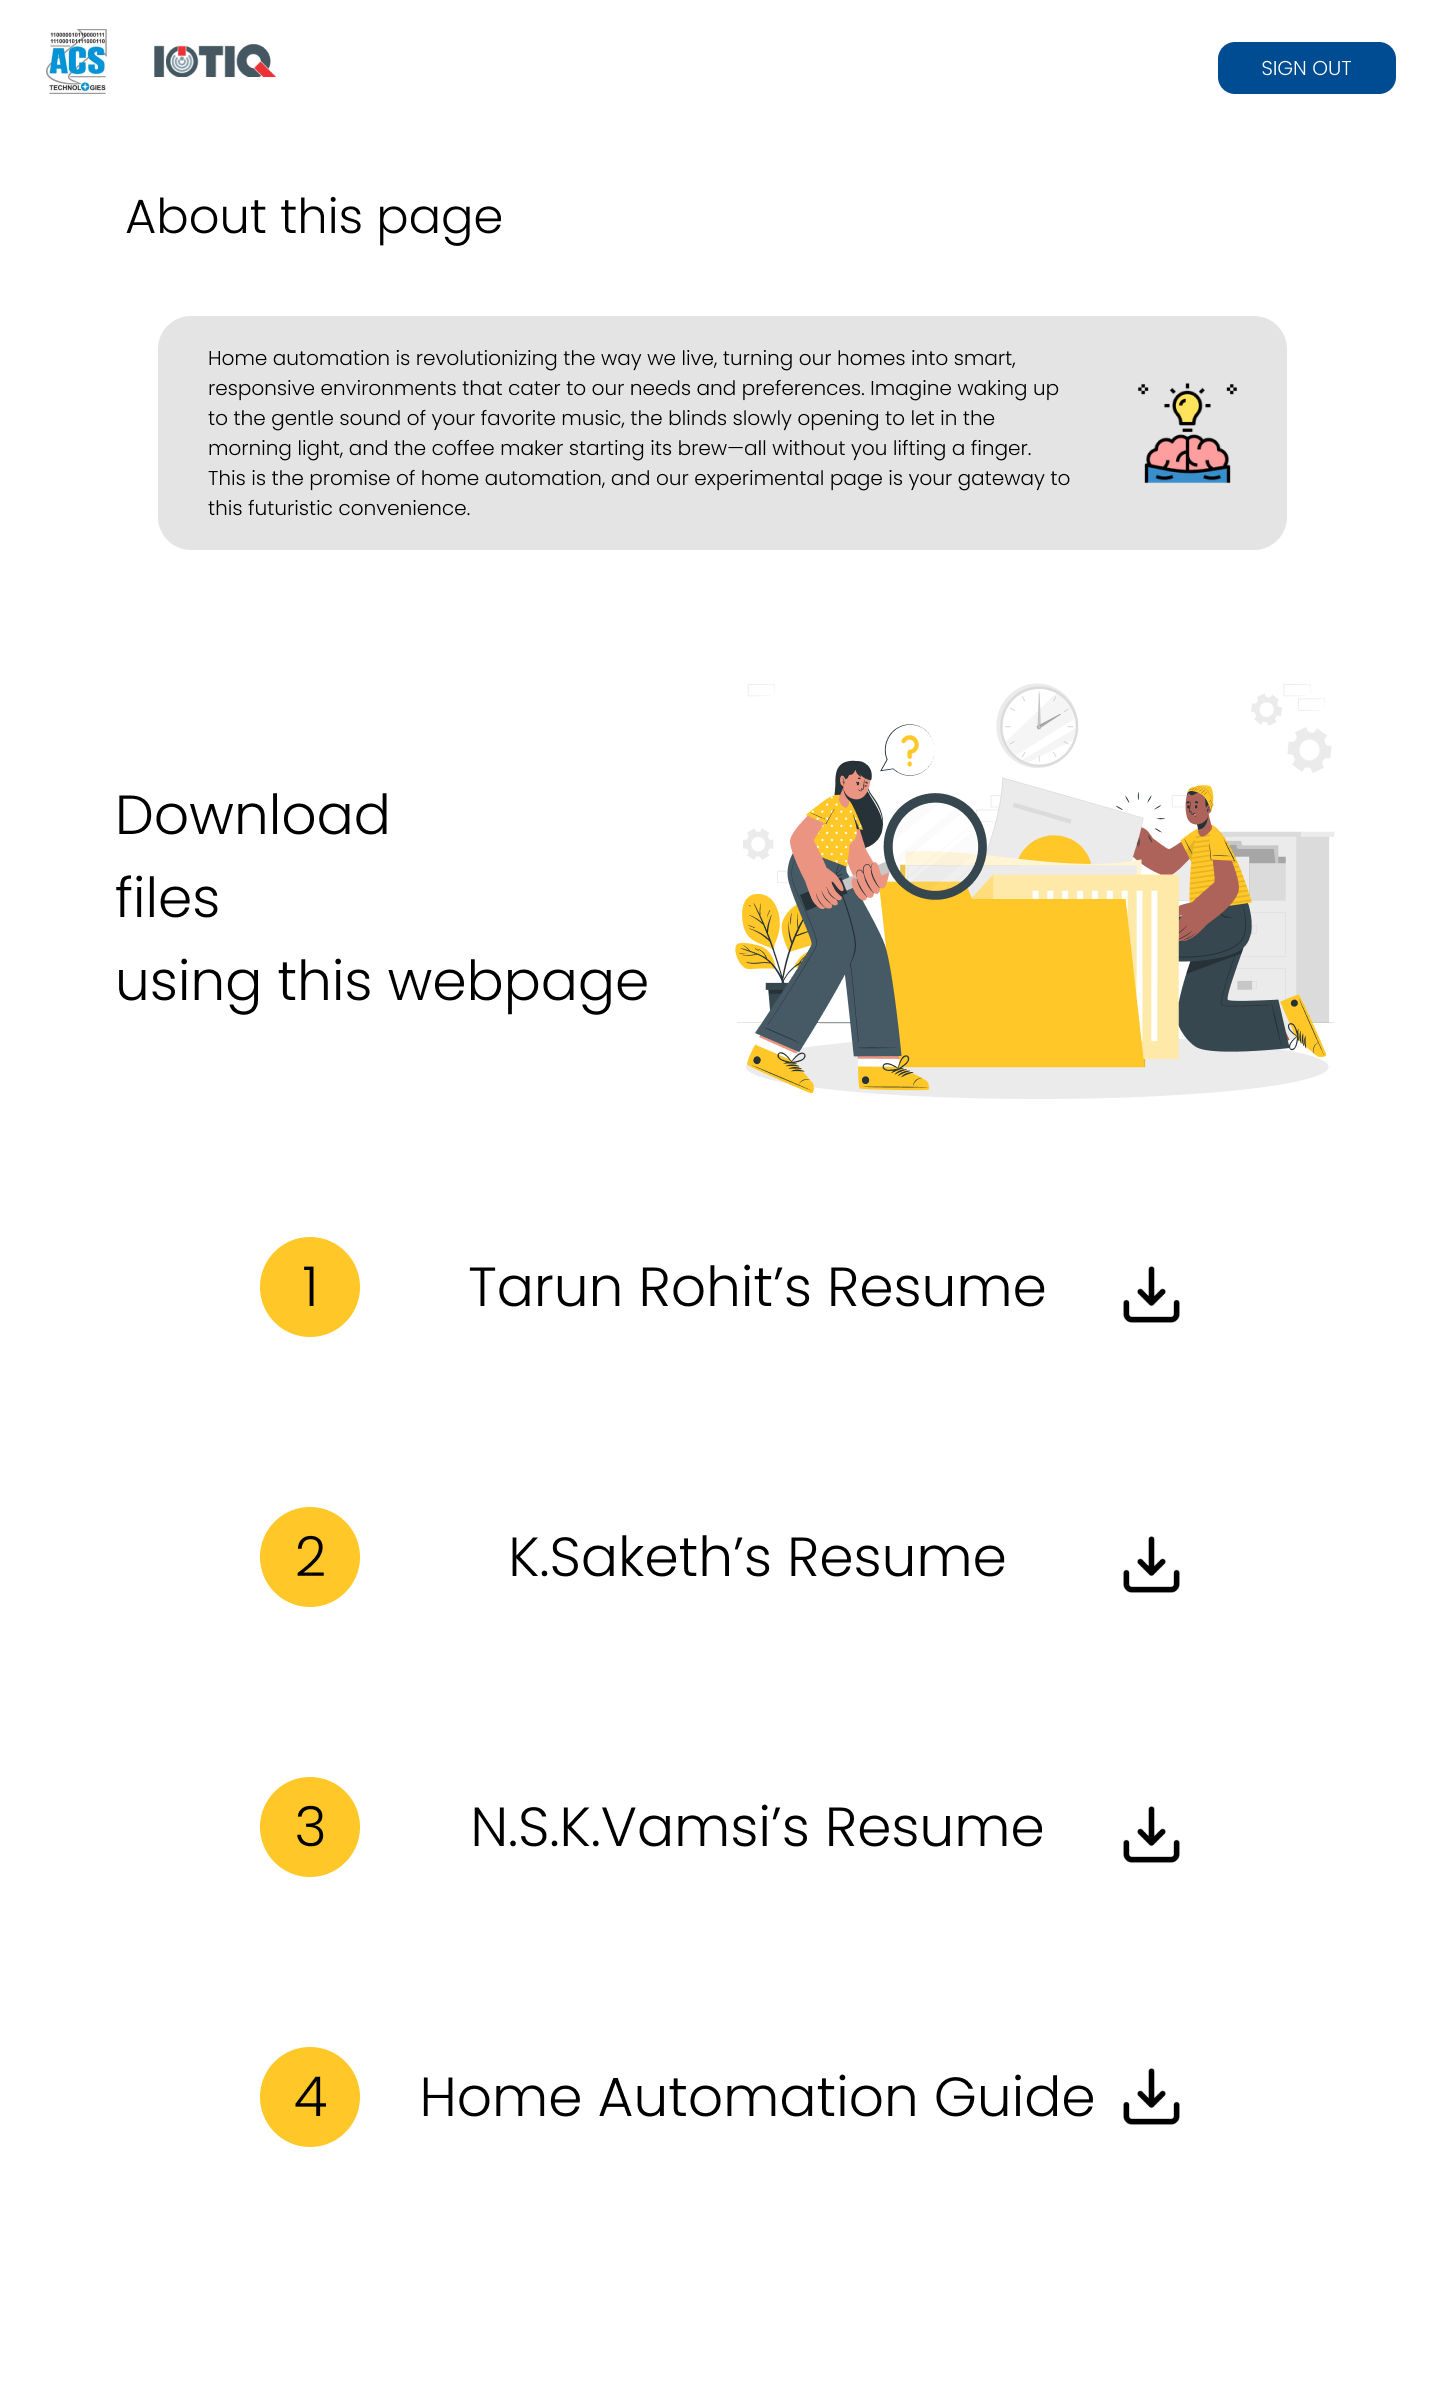 110000010110000111
111000101111000110
ACS
TECHNOLOGIES
IOTIQ
SIGN OUT
About this page
Home automation is revolutionizing the way we live, turning our homes into smart,
responsive environments that cater to our needs and preferences. Imagine waking up
to the gentle sound of your favorite music, the blinds slowly opening to let in the
morning light, and the coffee maker starting its brew—all without you lifting a finger.
This is the promise of home automation, and our experimental page is your gateway to
this futuristic convenience.
?
Download
files
using this webpage
1
Tarun Rohit’s Resume
2
K.Saketh’s Resume
3
N.S.K.Vamsi’s Resume
4
Home Automation Guide